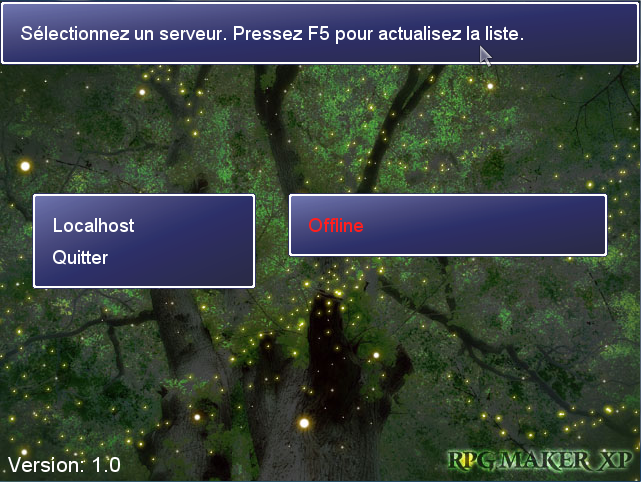 Sélectionnez un serveur. Pressez F5 pour actualisez la liste.
Localhost
Offline
Quitter
Version: 1.0
RPG MAKER XP